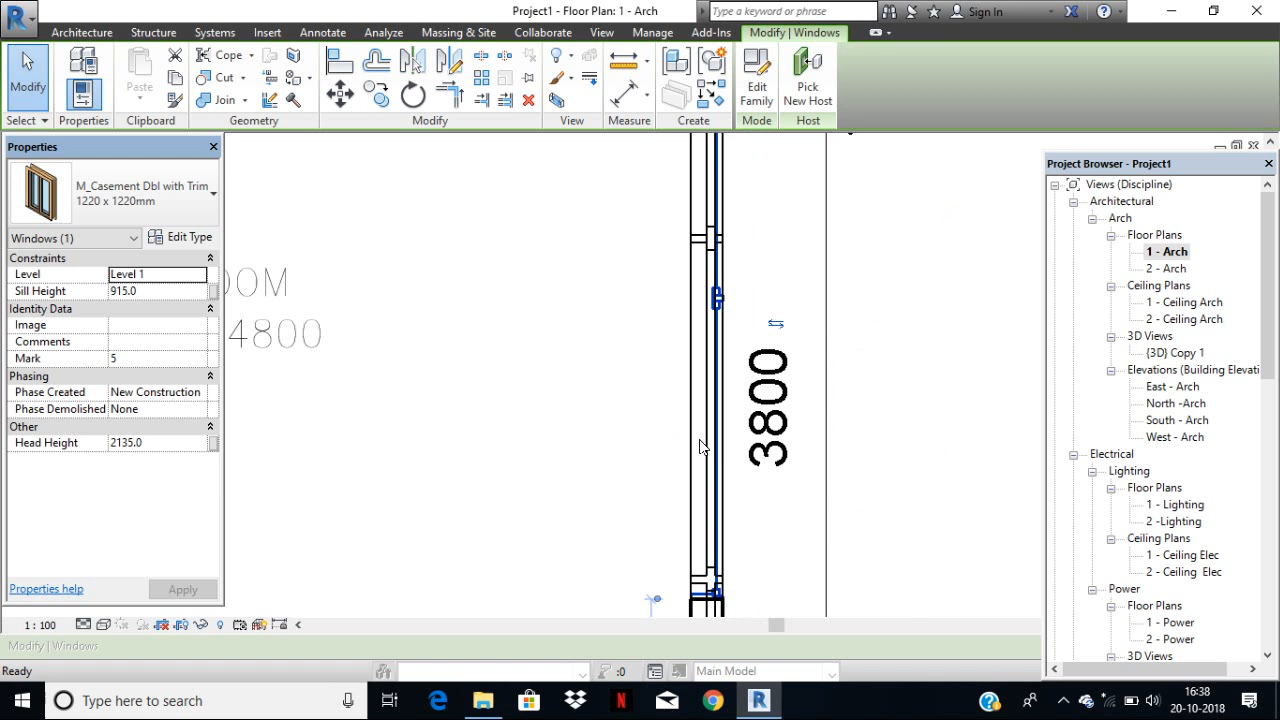 Project1 - Floor Plan: 1 - Arch
Type a keyword or phrase
Sign In
Architecture Structure Systems Insert Annotate Analyze Massing & Site Collaborate View Manage Add-Ins Modify | Windows
Modify
Paste
Cope
Cut
Join
Edit Family
Pick New Host
Select Properties Clipboard Geometry Modify View Measure Create Mode Host
Properties
M_Casement Dbl with Trim
1220 x 1220mm
Windows (1)
Edit Type
Constraints
Level Level 1
Sill Height 915.0
Identity Data
Image
Comments
Mark 5
Phasing
Phase Created New Construction
Phase Demolished None
Other
Head Height 2135.0
Properties help
Apply
OOM
4800
3800
Project Browser - Project1
Views (Discipline)
Architectural
Arch
Floor Plans
1 - Arch
2 - Arch
Ceiling Plans
1 - Ceiling Arch
2 - Ceiling Arch
3D Views
{3D} Copy 1
Elevations (Building Elevati
East - Arch
North -Arch
South - Arch
West - Arch
Electrical
Lighting
Floor Plans
1 - Lighting
2 -Lighting
Ceiling Plans
1 - Ceiling Elec
2 - Ceiling Elec
Power
Floor Plans
1 - Power
2 - Power
3D Views
1 : 100
Modify | Windows
Ready
:0
Main Model
Type here to search
16:38
20-10-2018